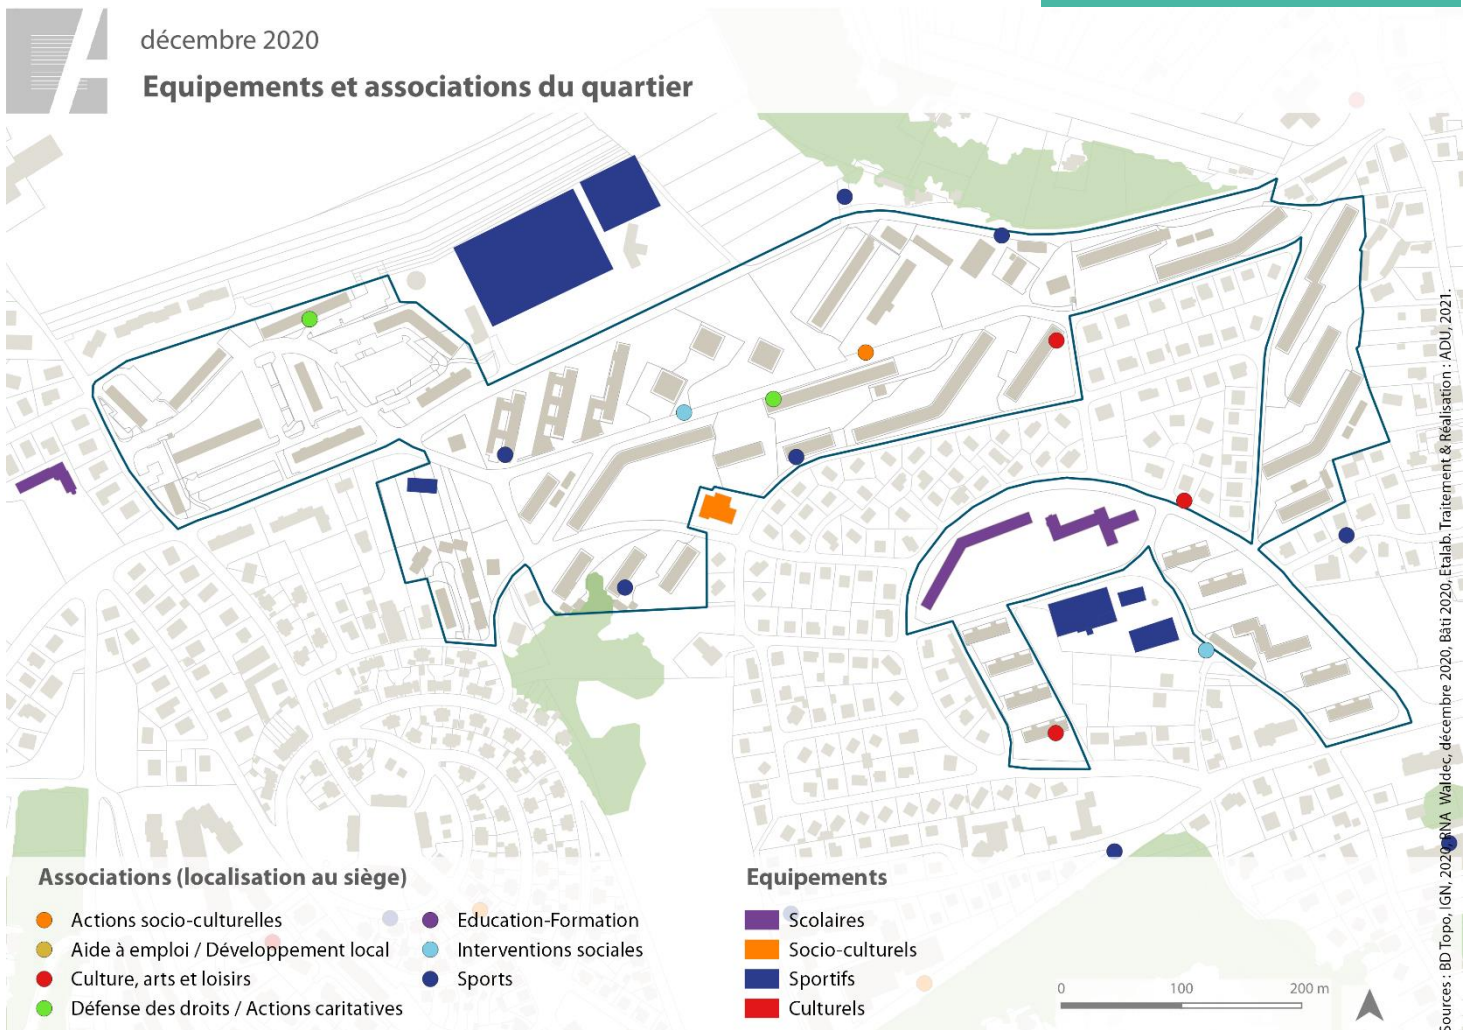 décembre 2020
Equipements et associations du quartier
Associations (localisation au siège)
Actions socio-culturelles
Aide à emploi / Développement local
Culture, arts et loisirs
Défense des droits / Actions caritatives
Education-Formation
Interventions sociales
Sports
Equipements
Scolaires
Socio-culturels
Sportifs
Culturels
0 100 200 m
Sources : BD Topo, IGN, 2020, RNA Waldec, décembre 2020, Bâti 2020, Etalab. Traitement & Réalisation : ADU, 2021.